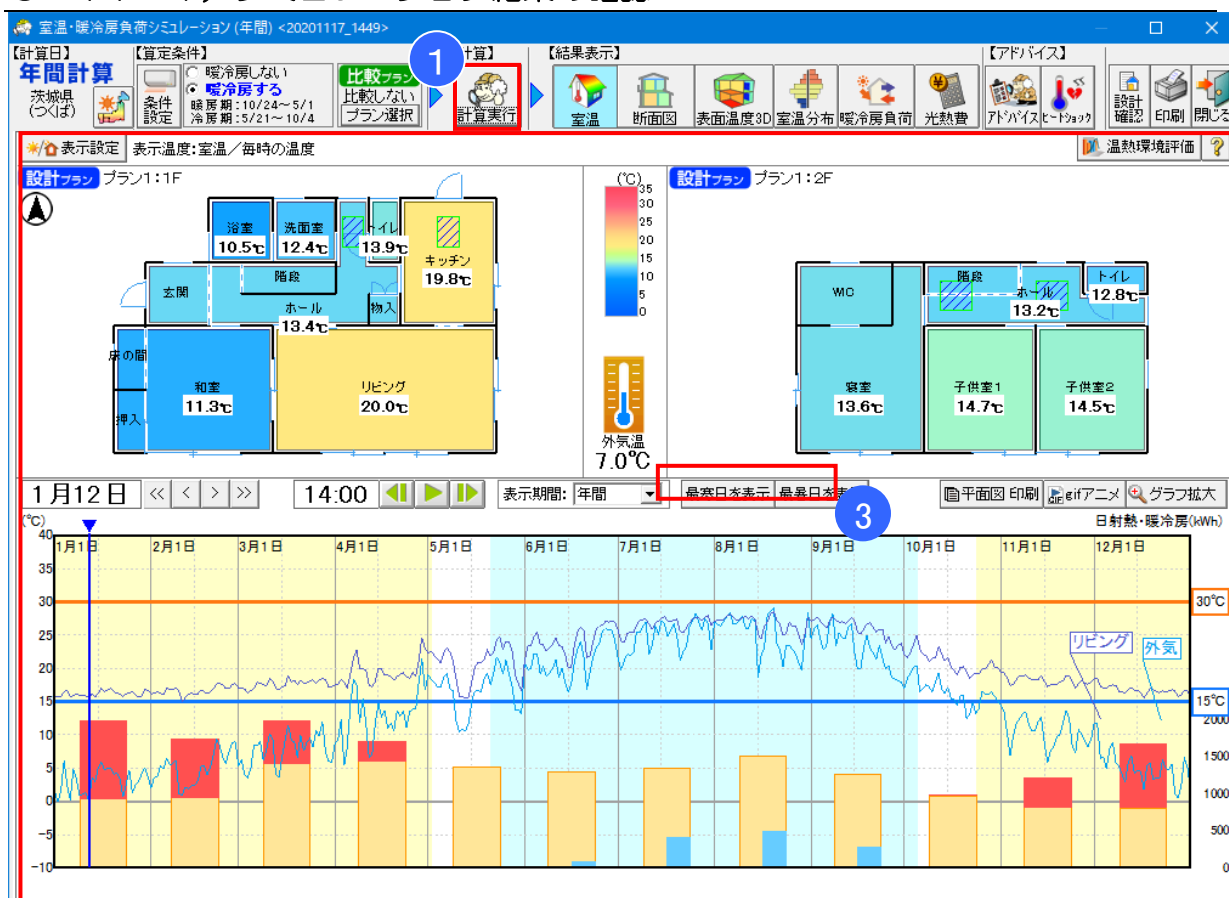 室温・暖冷房負荷シミュレーション(年間) <20201117_1449>
【計算日】
【算定条件】
計算】
【結果表示】
【アドバイス】
年間計算
茨城県
(つくば)
条件
設定
暖冷房しない
暖冷房する
暖房期:10/24～5/1
冷房期:5/21～10/4
比較プラン
比較しない
プラン選択
1
計算実行
室温
断面図
表面温度3D
室温分布
暖冷房負荷
光熱費
アドバイス
ヒートショック
設計
確認
印刷
閉じる
表示設定
表示温度:室温／毎時の温度
温熱環境評価
?
設計プラン プラン1:1F
(℃)
35
30
25
20
15
10
5
0
設計プラン プラン1:2F
浴室
10.5℃
洗面室
12.4℃
トイレ
13.9℃
キッチン
19.8℃
玄関
階段
ホール
13.4℃
物入
床の間
押入
和室
11.3℃
リビング
20.0℃
外気温
7.0℃
WIC
階段
ホール
13.2℃
トイレ
12.8℃
寝室
13.6℃
子供室1
14.7℃
子供室2
14.5℃
1月12日
<<
<
>
>>
14:00
表示期間:
年間
最寒日を表示
最暑日を表
3
平面図 印刷
gifアニメ
グラフ拡大
(℃)
日射熱・暖冷房(kWh)
1月1日
2月1日
3月1日
4月1日
5月1日
6月1日
7月1日
8月1日
9月1日
10月1日
11月1日
12月1日
40
35
30
25
20
15
10
5
0
-5
-10
リビング
外気
30℃
15℃
2000
1500
1000
500
0